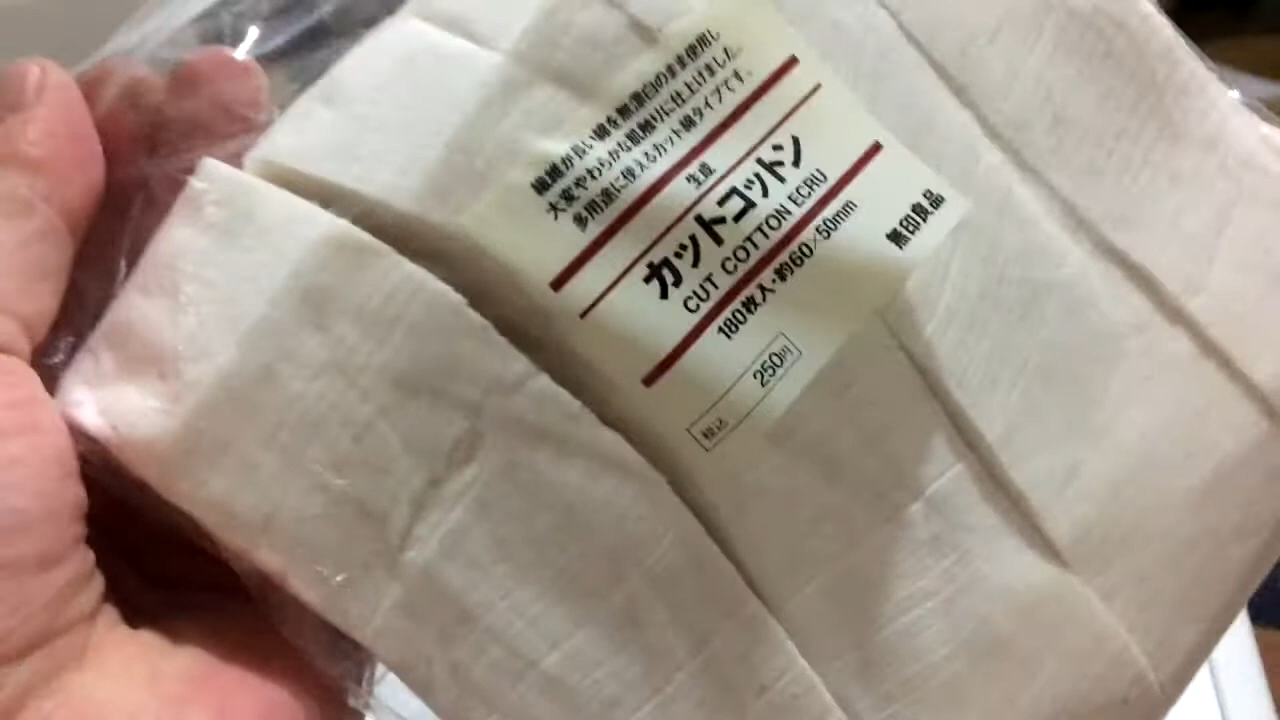 繊維が長い綿を無漂白のまま使用し
大変やわらかな肌触りに仕上げました。
多用途に使えるカット綿タイプです。
生成
カットコットン
CUT COTTON ECRU
180枚入・約60×50mm
無印良品
税込 250円